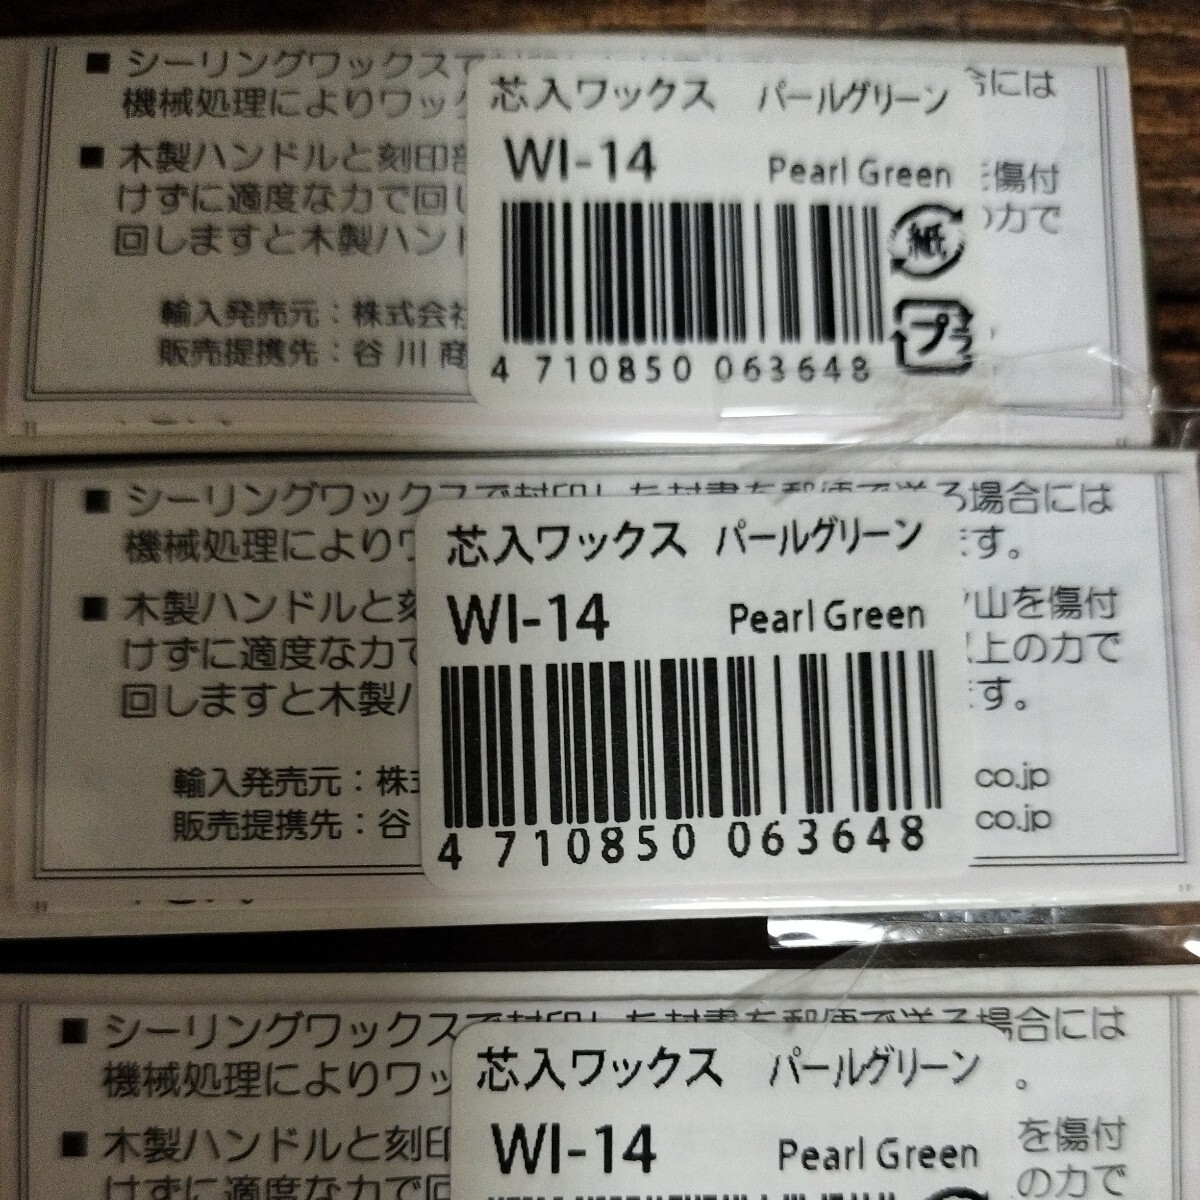 ■ シーリングワックスで
合には
機械処理によりワック
■ 木製ハンドルと刻印部
傷付
けずに適度な力で回し
の力で
回しますと木製ハンド
輸入発売元：株式会社
販売提携先：谷 川 商
芯入ワックス パールグリーン
WI-14 Pearl Green
紙
プラ
4 710850 063648
■ シーリングワックスで封印した封書を郵便で送る場合には
機械処理によりワ
ます。
■ 木製ハンドルと刻
山を傷付
けずに適度な力で
以上の力で
回しますと木製ハ
ます。
輸入発売元：株式
co.jp
販売提携先：谷
co.jp
芯入ワックス パールグリーン
WI-14 Pearl Green
4 710850 063648
■ シーリングワックスで封印した封書を郵便で送る場合には
機械処理によりワッ
。
■ 木製ハンドルと刻印
を傷付
けずに適度な力で回
の力で
芯入ワックス パールグリーン
WI-14 Pearl Green